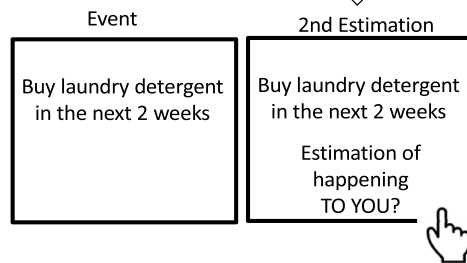 Event
Buy laundry detergent
in the next 2 weeks
2nd Estimation
Buy laundry detergent
in the next 2 weeks
Estimation of
happening
TO YOU?